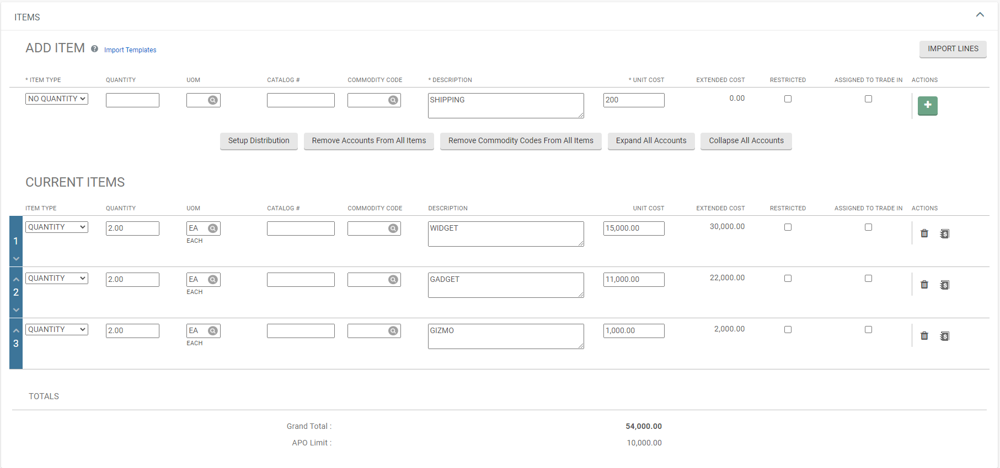 ITEMS
ADD ITEM ? Import Templates IMPORT LINES
* ITEM TYPE QUANTITY UOM CATALOG # COMMODITY CODE * DESCRIPTION * UNIT COST EXTENDED COST RESTRICTED ASSIGNED TO TRADE IN ACTIONS
NO QUANTITY SHIPPING 200 0.00 +
Setup Distribution Remove Accounts From All Items Remove Commodity Codes From All Items Expand All Accounts Collapse All Accounts
CURRENT ITEMS
ITEM TYPE QUANTITY UOM CATALOG # COMMODITY CODE DESCRIPTION UNIT COST EXTENDED COST RESTRICTED ASSIGNED TO TRADE IN ACTIONS
1 QUANTITY 2.00 EA WIDGET 15,000.00 30,000.00 $
EACH
2 QUANTITY 2.00 EA GADGET 11,000.00 22,000.00 $
EACH
3 QUANTITY 2.00 EA GIZMO 1,000.00 2,000.00 $
EACH
TOTALS
Grand Total : 54,000.00
APO Limit : 10,000.00